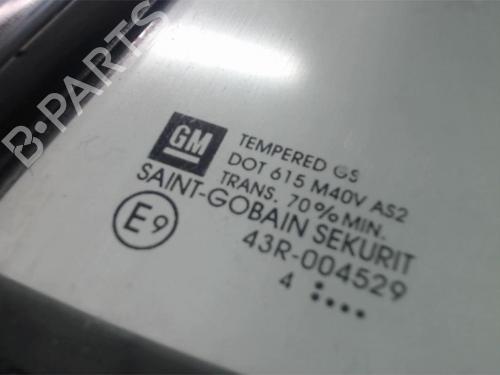 B-PARTS
GM
TEMPERED GS
DOT 615 M40V AS2
TRANS. 70% MIN.
SAINT-GOBAIN SEKURIT
E9
43R-004529
4